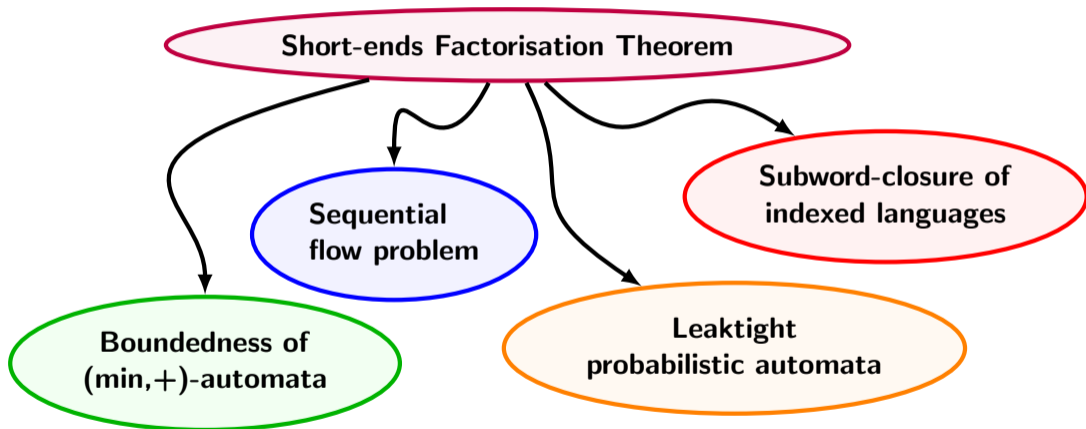 Short-ends Factorisation Theorem
Subword-closure of
indexed languages
Sequential
flow problem
Leaktight
probabilistic automata
Boundedness of
(min,+)-automata